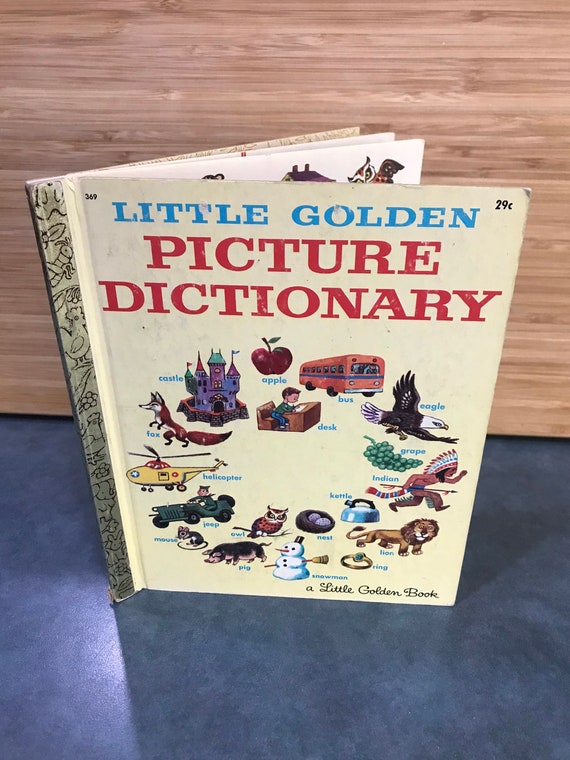 369
29¢
LITTLE GOLDEN
PICTURE
DICTIONARY
castle
apple
bus
eagle
fox
desk
grape
helicopter
Indian
kettle
jeep
owl
nest
lion
mouse
pig
snowman
ring
a Little Golden Book